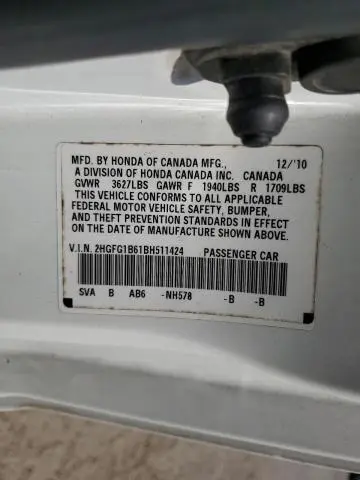 MFD. BY HONDA OF CANADA MFG., 12/'10
A DIVISION OF HONDA CANADA INC. CANADA
GVWR 3627LBS GAWR F 1940LBS R 1709LBS
THIS VEHICLE CONFORMS TO ALL APPLICABLE
FEDERAL MOTOR VEHICLE SAFETY, BUMPER,
AND THEFT PREVENTION STANDARDS IN EFFECT
ON THE DATE OF MANUFACTURE SHOWN ABOVE.
V.I.N. 2HGFG1B61BH511424 PASSENGER CAR
SVA B AB6 -NH578 -B -B